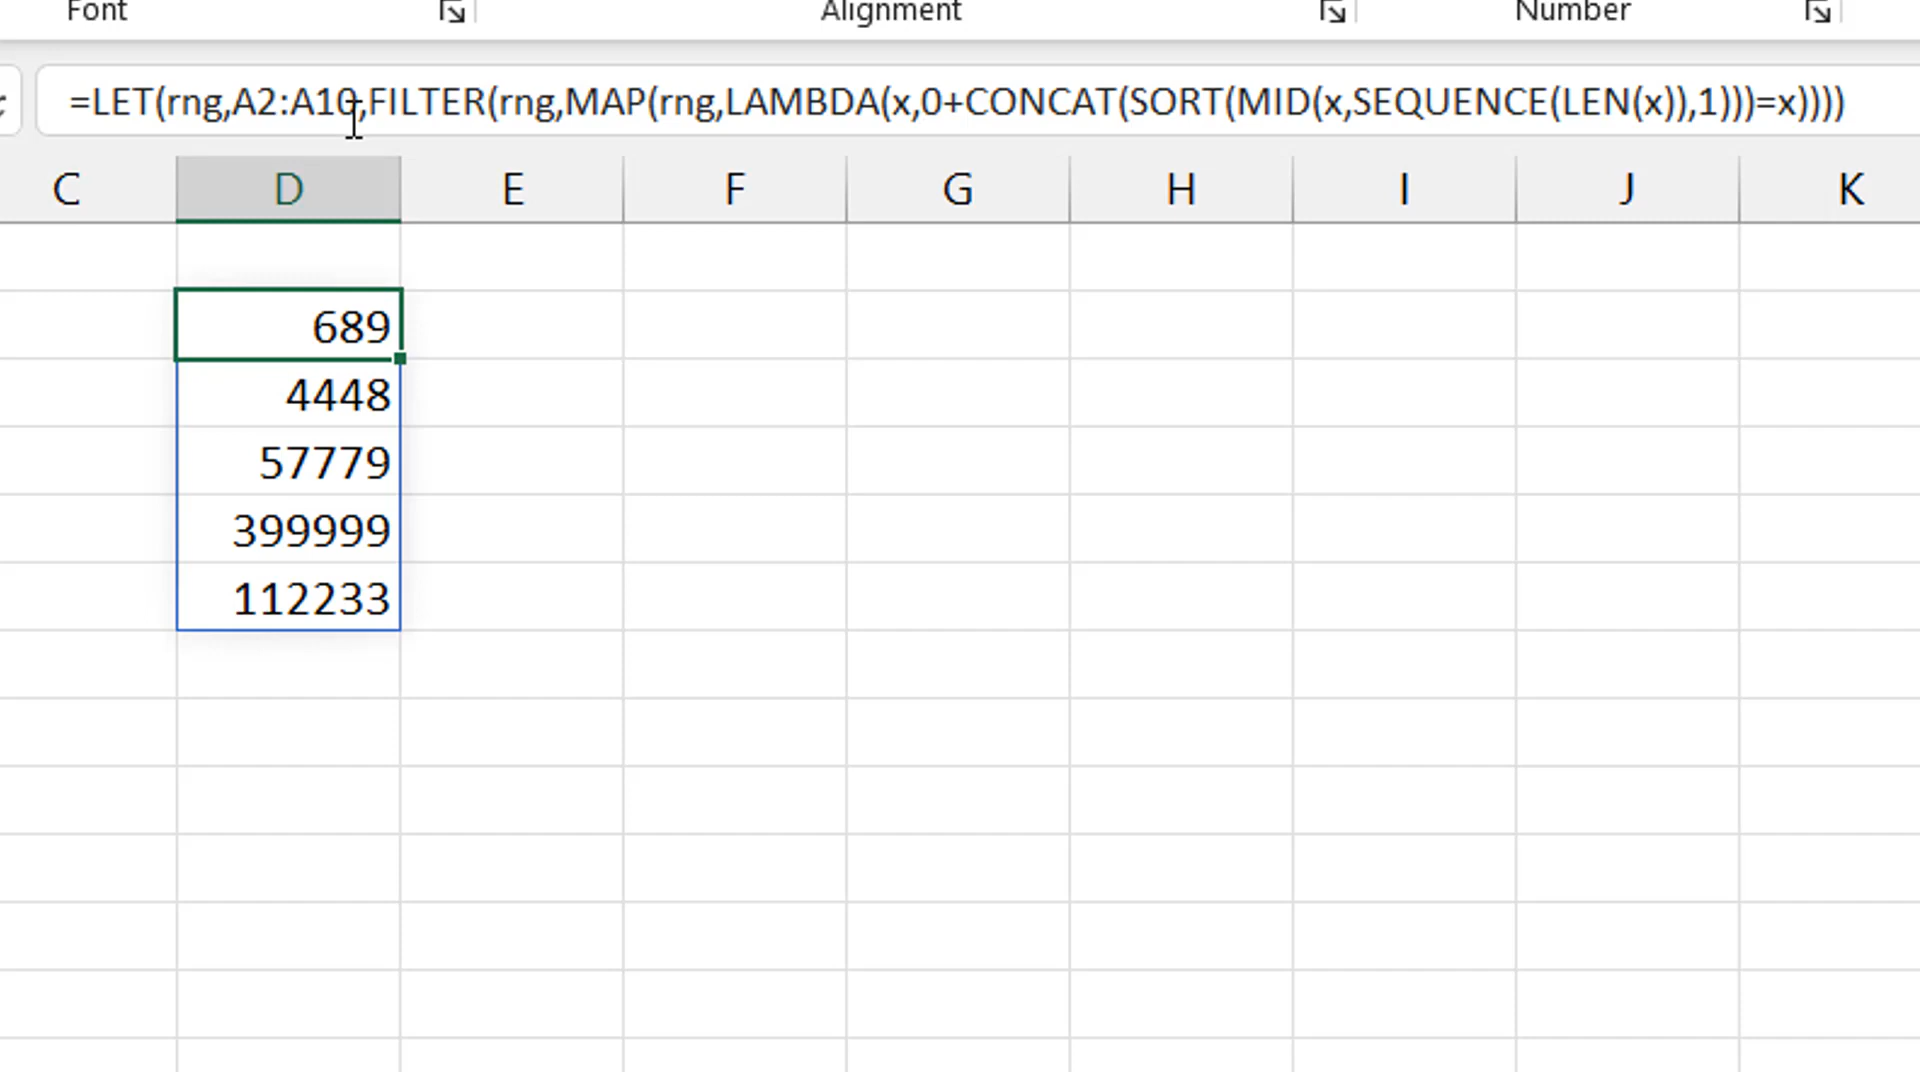 Font Alignment Number
=LET(rng,A2:A10,FILTER(rng,MAP(rng,LAMBDA(x,0+CONCAT(SORT(MID(x,SEQUENCE(LEN(x)),1)))=x))))
C D E F G H I J K
689
4448
57779
399999
112233